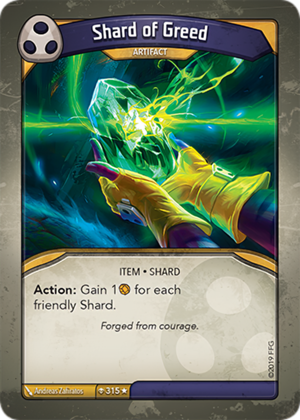 Shard of Greed
ARTIFACT
ITEM • SHARD
Action: Gain 1 for each
friendly Shard.
Forged from courage.
Andreas Zafiratos
315★
©2019 FFG